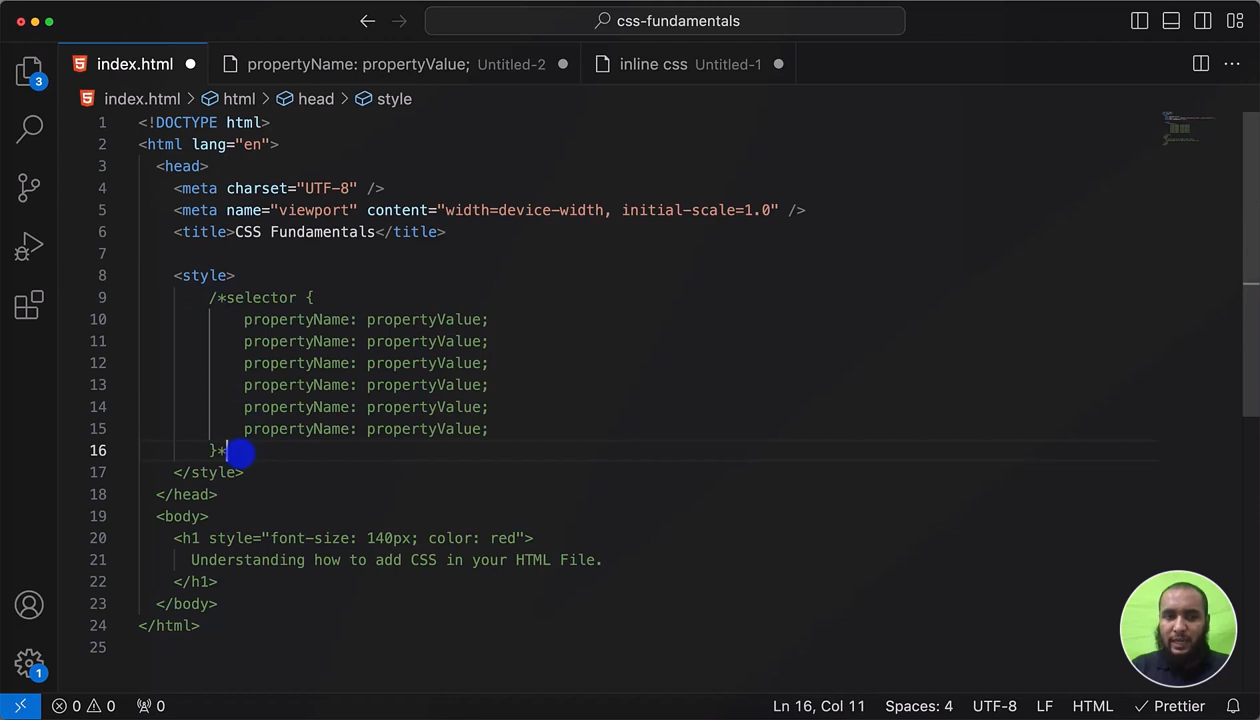 css-fundamentals
index.html
propertyName: propertyValue; Untitled-2
inline css Untitled-1
3
index.html > html > head > style
1 <!DOCTYPE html>
2 <html lang="en">
3 <head>
4 <meta charset="UTF-8" />
5 <meta name="viewport" content="width=device-width, initial-scale=1.0" />
6 <title>CSS Fundamentals</title>
7
8 <style>
9 /*selector {
10 propertyName: propertyValue;
11 propertyName: propertyValue;
12 propertyName: propertyValue;
13 propertyName: propertyValue;
14 propertyName: propertyValue;
15 propertyName: propertyValue;
16 }*
17 </style>
18 </head>
19 <body>
20 <h1 style="font-size: 140px; color: red">
21 Understanding how to add CSS in your HTML File.
22 </h1>
23 </body>
24 </html>
25
1
0 0 0 Ln 16, Col 11 Spaces: 4 UTF-8 LF HTML Prettier